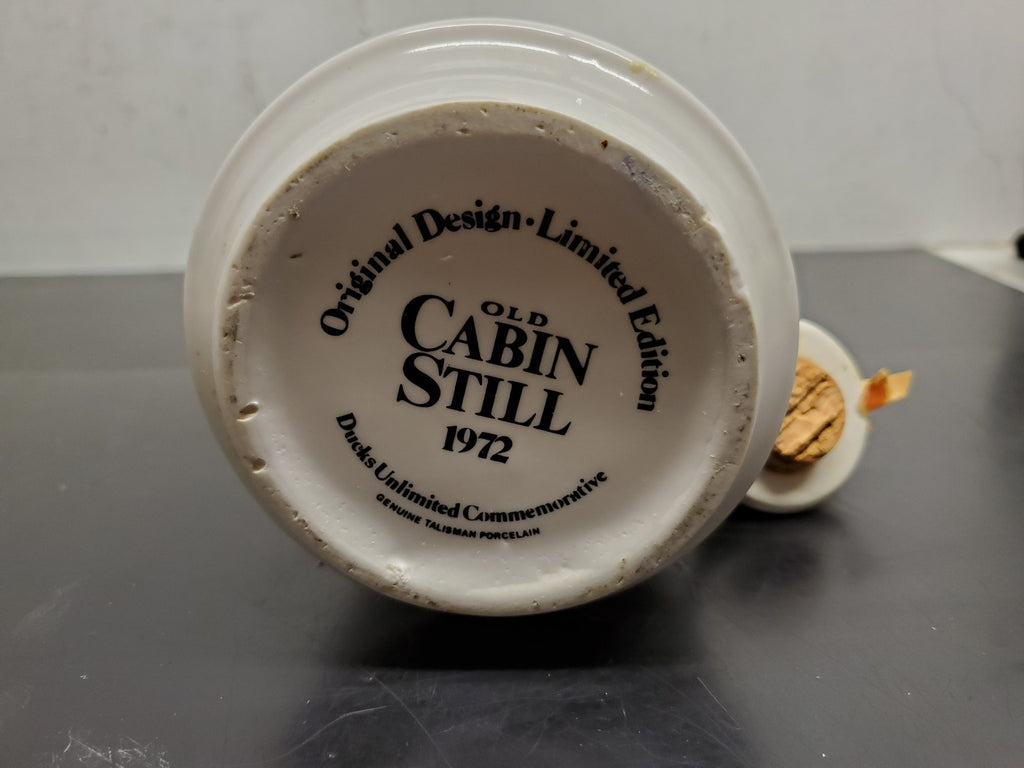 Original Design · Limited Edition
OLD
CABIN
STILL
1972
Ducks Unlimited Commemorative
GENUINE TALISMAN PORCELAIN